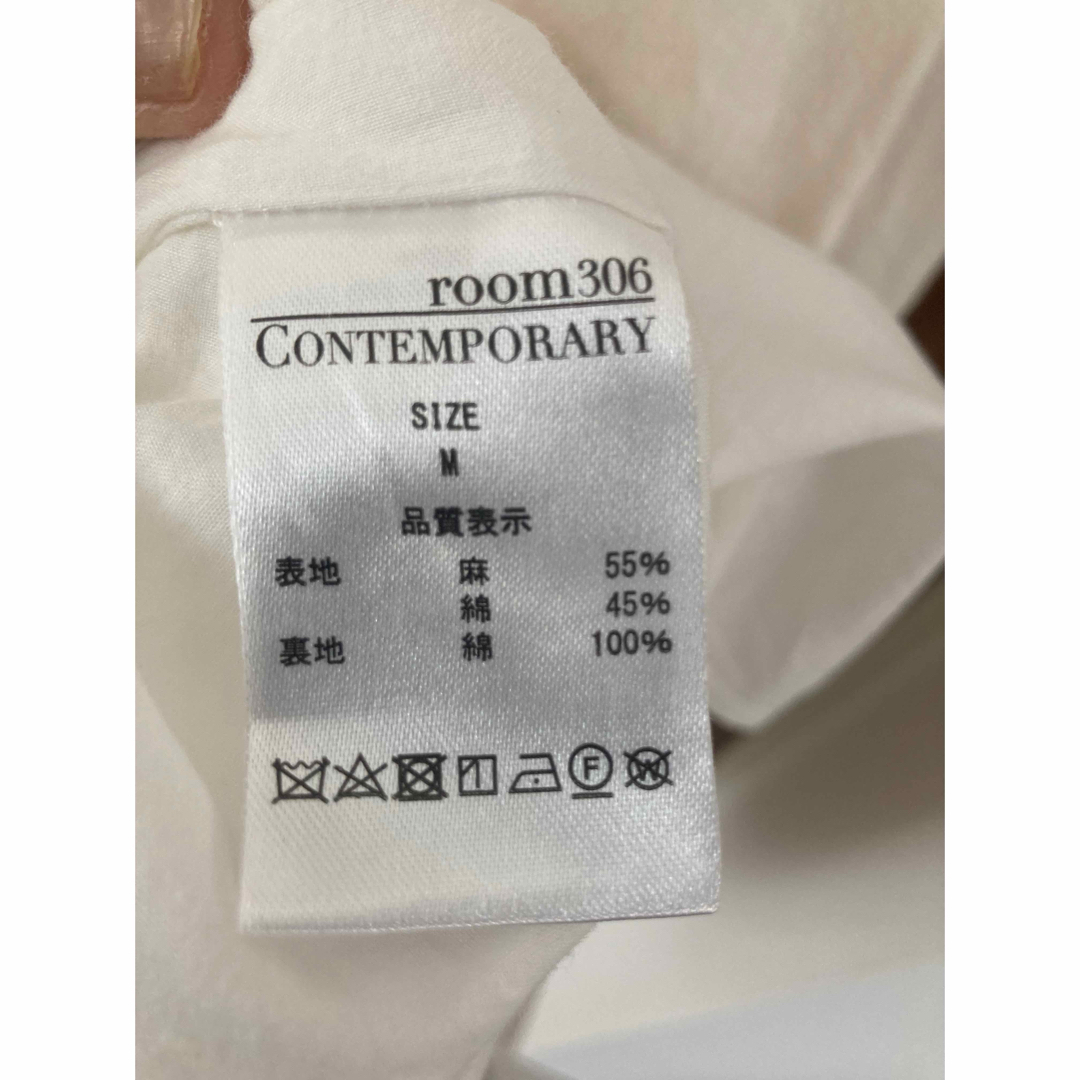 room306
CONTEMPORARY
SIZE
M
品質表示
表地 麻 55%
綿 45%
裏地 綿 100%
F W